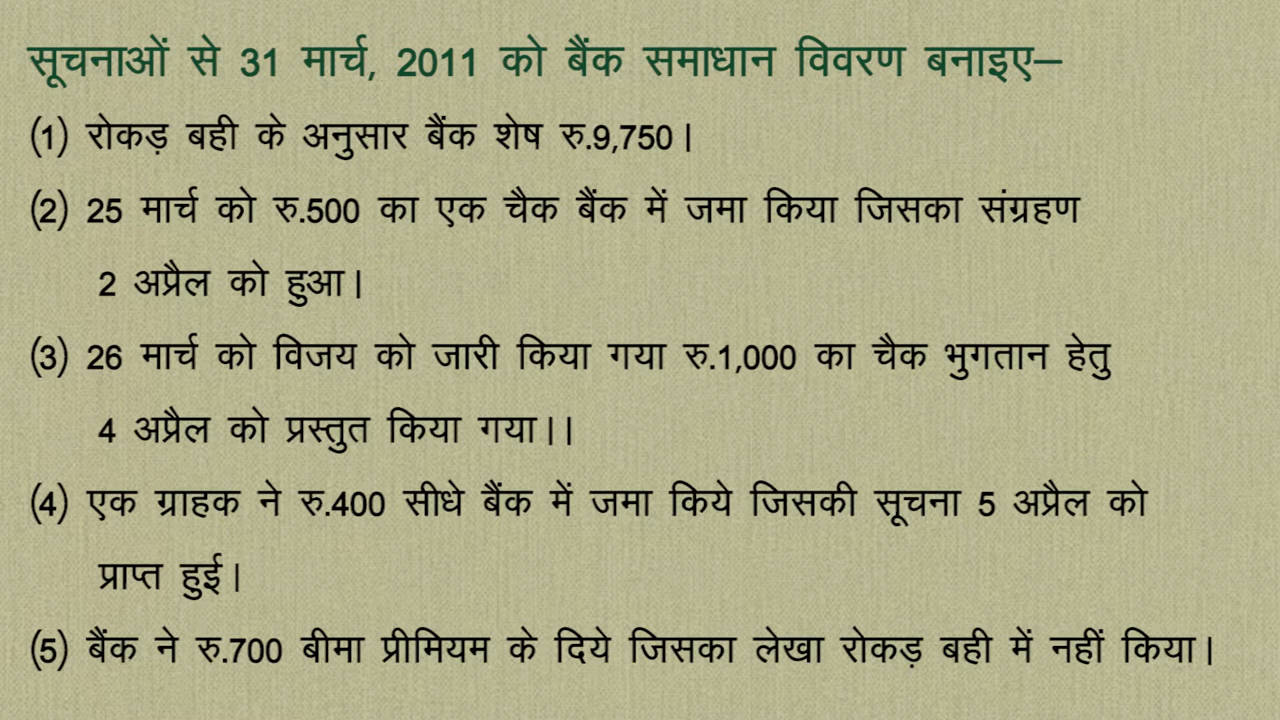 सूचनाओं से 31 मार्च, 2011 को बैंक समाधान विवरण बनाइए–
(1) रोकड़ बही के अनुसार बैंक शेष रु.9,750।
(2) 25 मार्च को रु.500 का एक चैक बैंक में जमा किया जिसका संग्रहण
2 अप्रैल को हुआ।
(3) 26 मार्च को विजय को जारी किया गया रु.1,000 का चैक भुगतान हेतु
4 अप्रैल को प्रस्तुत किया गया।।
(4) एक ग्राहक ने रु.400 सीधे बैंक में जमा किये जिसकी सूचना 5 अप्रैल को
प्राप्त हुई।
(5) बैंक ने रु.700 बीमा प्रीमियम के दिये जिसका लेखा रोकड़ बही में नहीं किया।